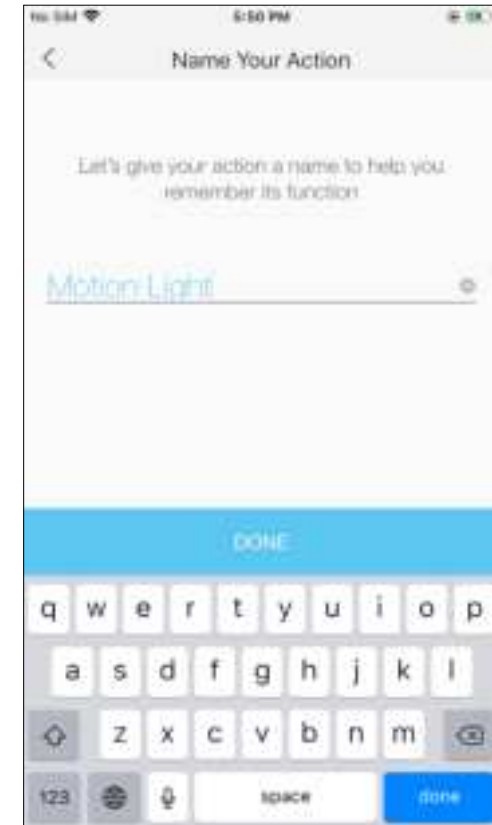 No SIM 5:50 PM
Name Your Action
Let's give your action a name to help you
remember its function
Motion Light
DONE
q w e r t y u i o p
a s d f g h j k l
z x c v b n m
123 space done